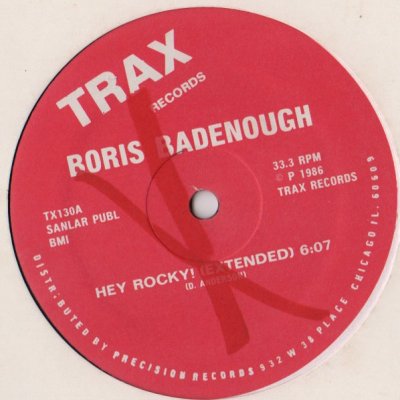 TRAX
RECORDS
BORIS BADENOUGH
TX130A
SANLAR PUBL
BMI
33.3 RPM
© P 1986
TRAX RECORDS
HEY ROCKY! (EXTENDED) 6:07
(D. ANDERSON)
DISTRIBUTED BY PRECISION RECORDS 932 W 38 PLACE CHICAGO IL. 60609